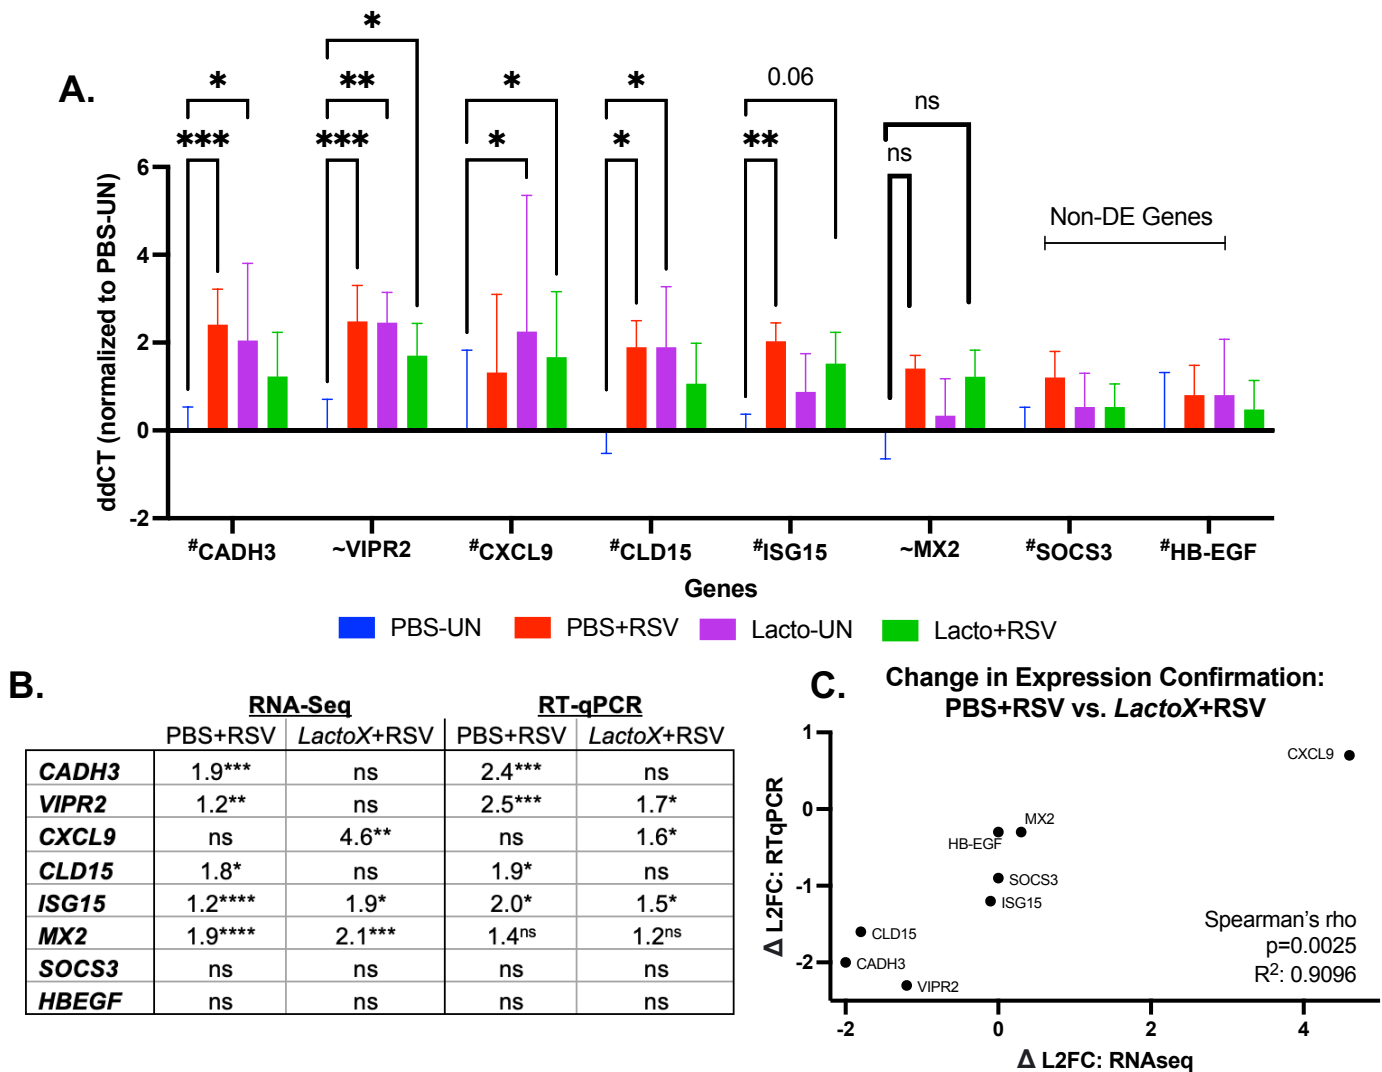 A.
*
*
**
*
*
0.06
ns
***
***
*
*
**
ns
Non-DE Genes
ddCT (normalized to PBS-UN)
6
4
2
0
-2
#CADH3 ~VIPR2 #CXCL9 #CLD15 #ISG15 ~MX2 #SOCS3 #HB-EGF
Genes
PBS-UN PBS+RSV Lacto-UN Lacto+RSV
B.
RNA-Seq RT-qPCR
PBS+RSV LactoX+RSV PBS+RSV LactoX+RSV
CADH3 1.9*** ns 2.4*** ns
VIPR2 1.2** ns 2.5*** 1.7*
CXCL9 ns 4.6** ns 1.6*
CLD15 1.8* ns 1.9* ns
ISG15 1.2**** 1.9* 2.0* 1.5*
MX2 1.9**** 2.1*** 1.4ns 1.2ns
SOCS3 ns ns ns ns
HBEGF ns ns ns ns
C.
Change in Expression Confirmation:
PBS+RSV vs. LactoX+RSV
Δ L2FC: RTqPCR
1
0
-1
-2
CXCL9
MX2
HB-EGF
SOCS3
ISG15
CLD15
CADH3
VIPR2
Spearman's rho
p=0.0025
R²: 0.9096
-2 0 2 4
Δ L2FC: RNAseq